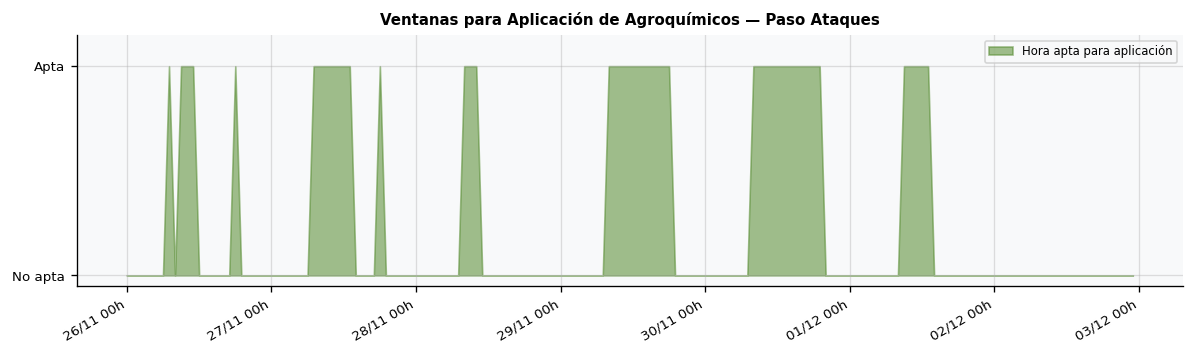 Ventanas para Aplicación de Agroquímicos — Paso Ataques
Hora apta para aplicación
Apta
No apta
26/11 00h
27/11 00h
28/11 00h
29/11 00h
30/11 00h
01/12 00h
02/12 00h
03/12 00h